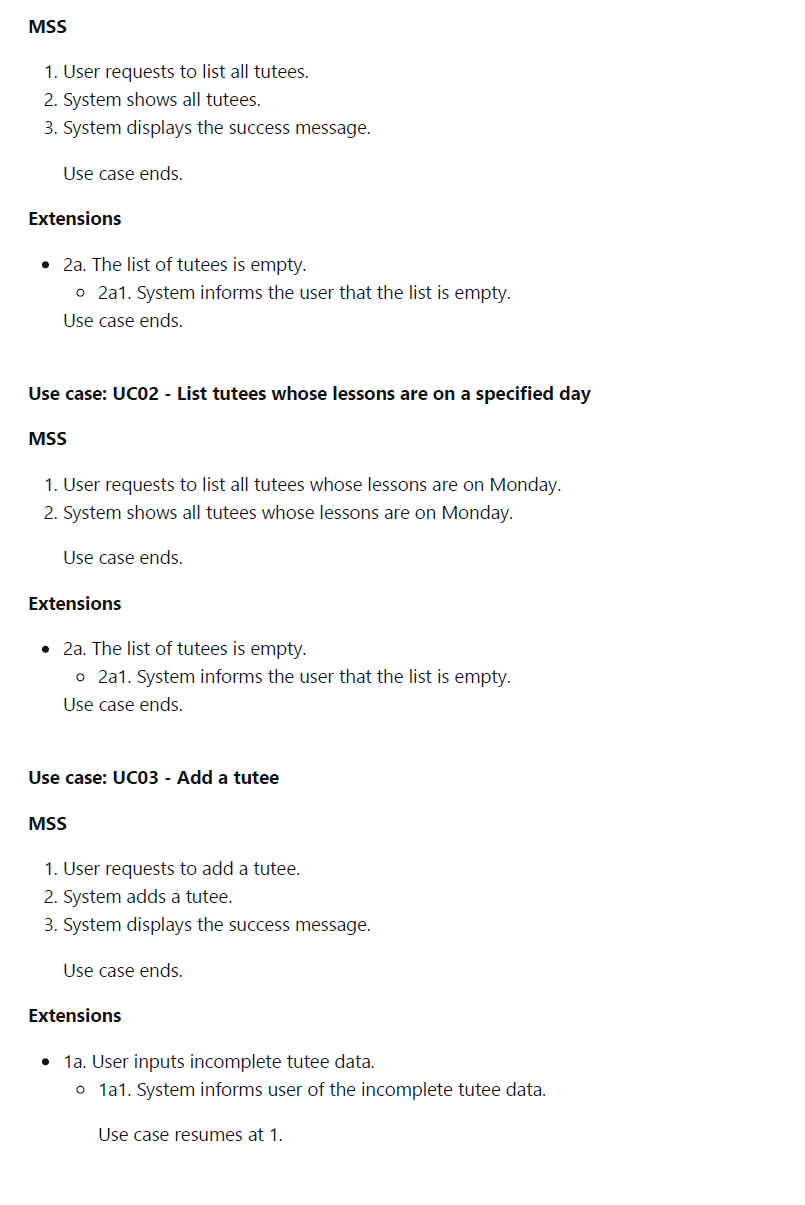 MSS
1. User requests to list all tutees.
2. System shows all tutees.
3. System displays the success message.
Use case ends.
Extensions
• 2a. The list of tutees is empty.
○ 2a1. System informs the user that the list is empty.
Use case ends.
Use case: UC02 - List tutees whose lessons are on a specified day
MSS
1. User requests to list all tutees whose lessons are on Monday.
2. System shows all tutees whose lessons are on Monday.
Use case ends.
Extensions
• 2a. The list of tutees is empty.
○ 2a1. System informs the user that the list is empty.
Use case ends.
Use case: UC03 - Add a tutee
MSS
1. User requests to add a tutee.
2. System adds a tutee.
3. System displays the success message.
Use case ends.
Extensions
• 1a. User inputs incomplete tutee data.
○ 1a1. System informs user of the incomplete tutee data.
Use case resumes at 1.